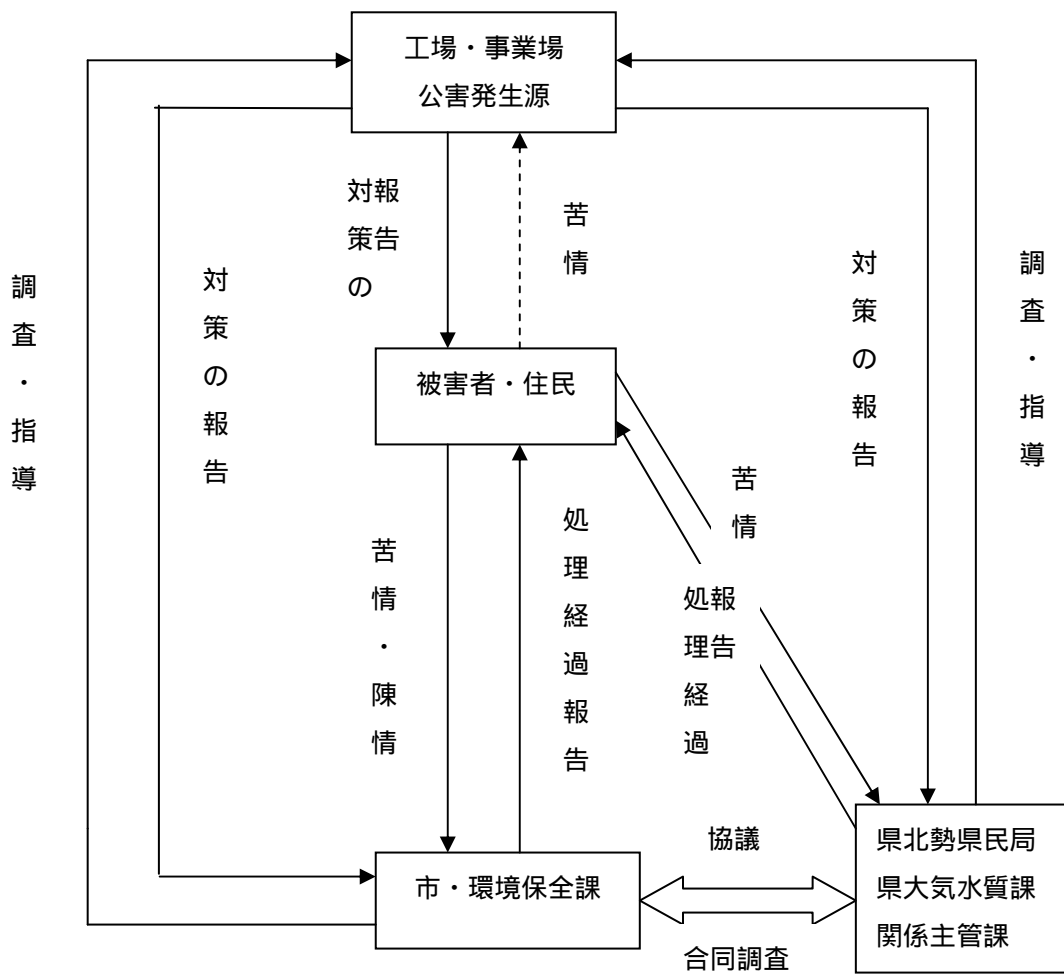 工場・事業場
公害発生源
対策の報告
苦情
調査・指導
対策の報告
対策の報告
調査・指導
被害者・住民
苦情
苦情・陳情
処理経過報告
処理経過報告
協議
県北勢県民局
県大気水質課
関係主管課
市・環境保全課
合同調査